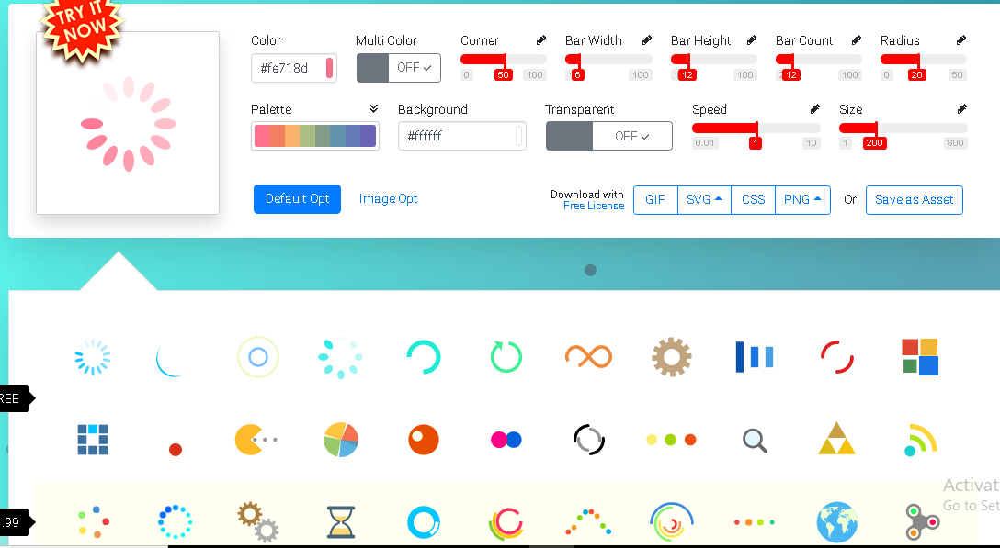 TRY IT
NOW
Color Multi Color Corner Bar Width Bar Height Bar Count Radius
#fe718d OFF
0 50 100 6 100 12 100 12 100 0 20 50
Palette Background Transparent Speed Size
#ffffff OFF
0.01 1 10 1 200 800
Default Opt Image Opt Download with Free License GIF SVG CSS PNG Or Save as Asset
REE
Activat
Go to Set
.99